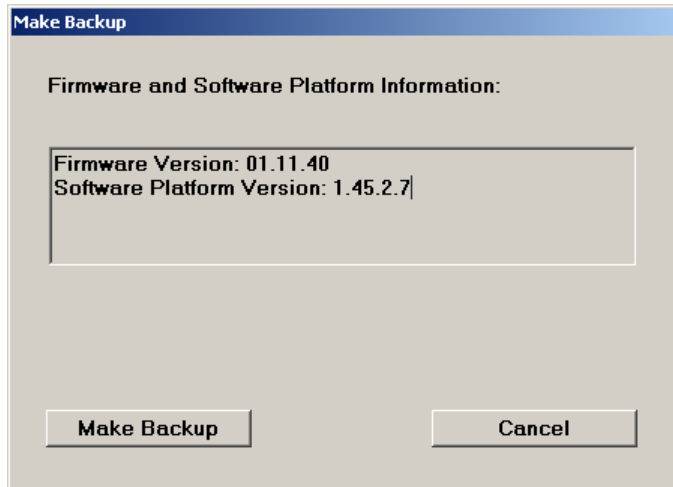 Make Backup
Firmware and Software Platform Information:
Firmware Version: 01.11.40
Software Platform Version: 1.45.2.7
Make Backup
Cancel